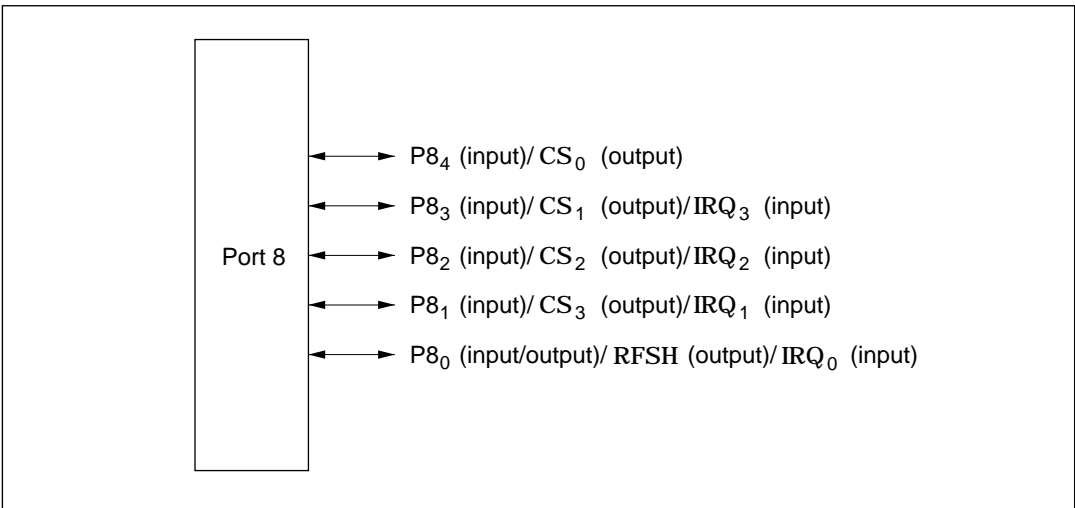 Port 8
P8₄ (input)/ CS₀ (output)
P8₃ (input)/ CS₁ (output)/ IRQ₃ (input)
P8₂ (input)/ CS₂ (output)/ IRQ₂ (input)
P8₁ (input)/ CS₃ (output)/ IRQ₁ (input)
P8₀ (input/output)/ RFSH (output)/ IRQ₀ (input)